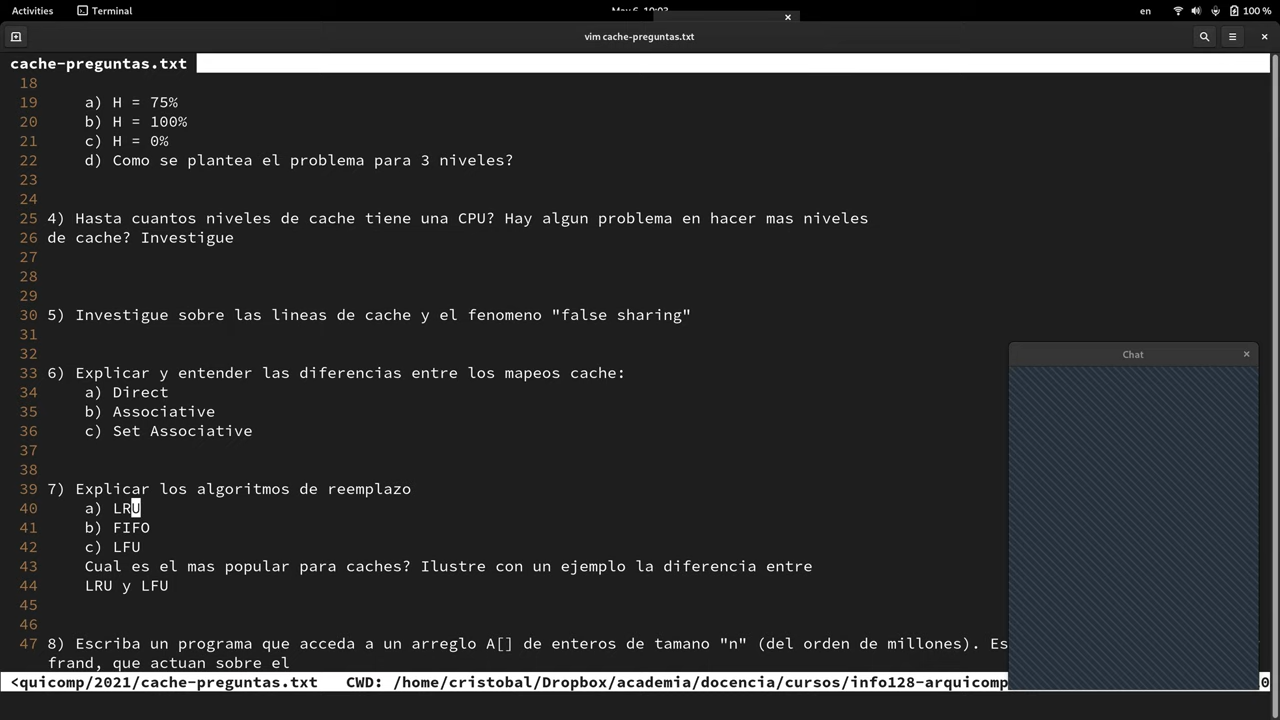 Activities
Terminal
en
100 %
vim cache-preguntas.txt
cache-preguntas.txt
18
19 a) H = 75%
20 b) H = 100%
21 c) H = 0%
22 d) Como se plantea el problema para 3 niveles?
23
24
25 4) Hasta cuantos niveles de cache tiene una CPU? Hay algun problema en hacer mas niveles
26 de cache? Investigue
27
28
29
30 5) Investigue sobre las lineas de cache y el fenomeno "false sharing"
31
32
33 6) Explicar y entender las diferencias entre los mapeos cache:
34 a) Direct
35 b) Associative
36 c) Set Associative
37
38
39 7) Explicar los algoritmos de reemplazo
40 a) LRU
41 b) FIFO
42 c) LFU
43 Cual es el mas popular para caches? Ilustre con un ejemplo la diferencia entre
44 LRU y LFU
45
46
47 8) Escriba un programa que acceda a un arreglo A[] de enteros de tamano "n" (del orden de millones). Es
frand, que actuan sobre el
<quicomp/2021/cache-preguntas.txt CWD: /home/cristobal/Dropbox/academia/docencia/cursos/info128-arquicomp
Chat